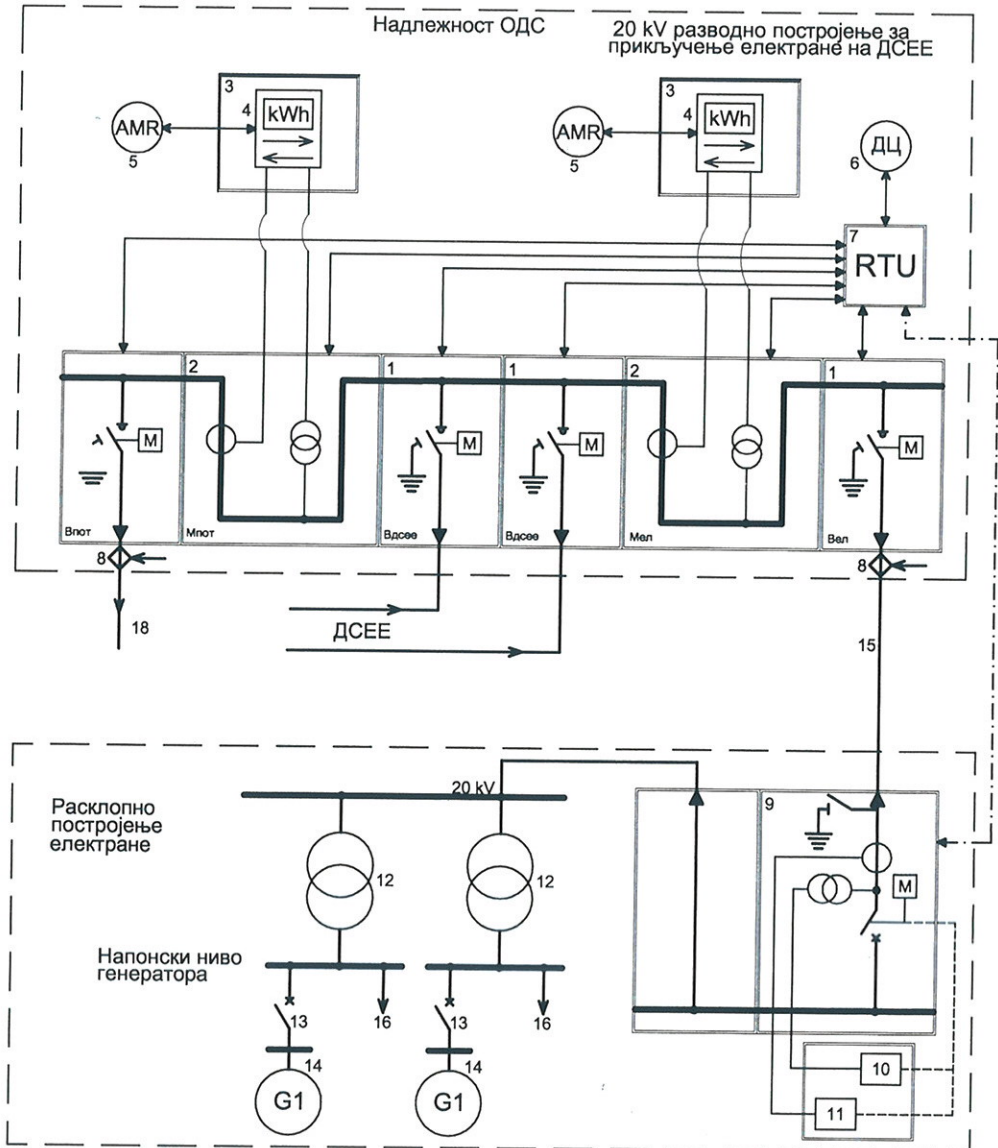 Надлежност ОДС
20 kV разводно постројење за
прикључење електране на ДСЕЕ
3
4
kWh
AMR
5
3
4
kWh
AMR
5
ДЦ
6
7
RTU
2
1
1
2
1
M
M
M
M
Впот
Мпот
Вдсее
Вдсее
Мел
Вел
8
8
18
ДСЕЕ
15
20 kV
Расклопно
постројење
електране
12
12
9
M
Напонски ниво
генератора
13
16
13
16
14
14
G1
G1
10
11